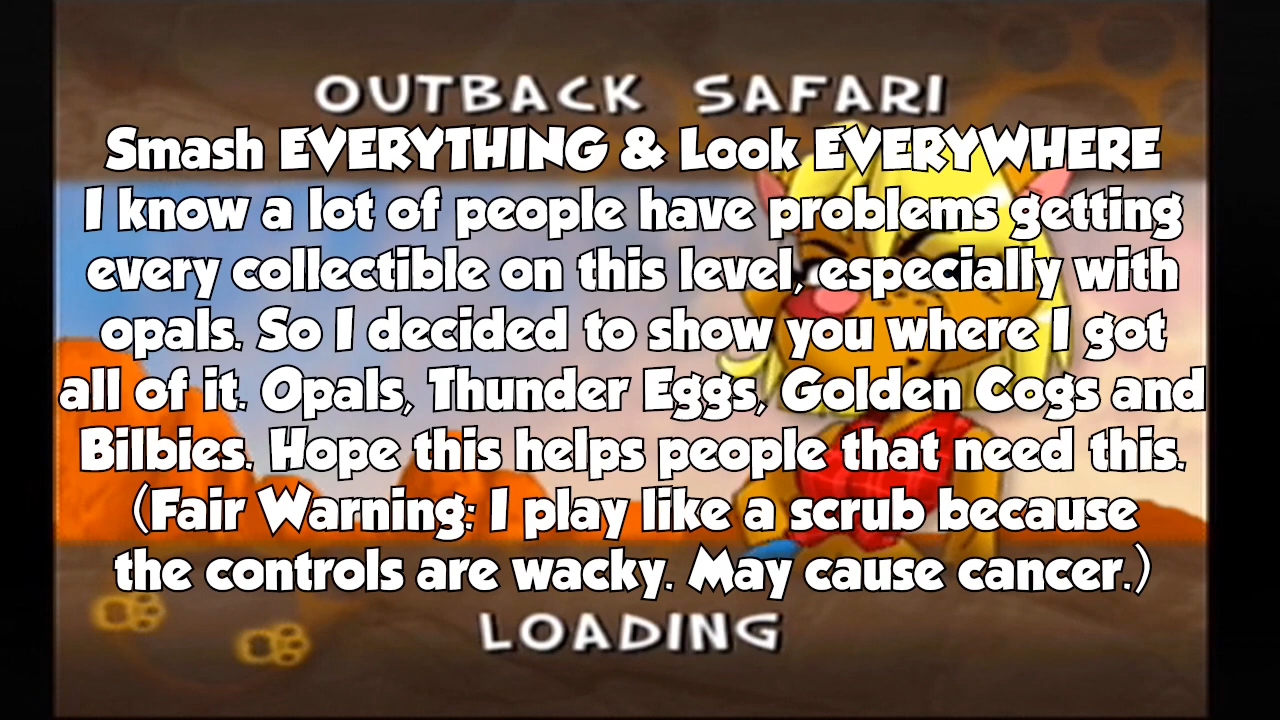 OUTBACK SAFARI
Smash EVERYTHING & Look EVERYWHERE
I know a lot of people have problems getting
every collectible on this level, especially with
opals. So I decided to show you where I got
all of it. Opals, Thunder Eggs, Golden Cogs and
Bilbies. Hope this helps people that need this.
(Fair Warning: I play like a scrub because
the controls are wacky. May cause cancer.)
LOADING